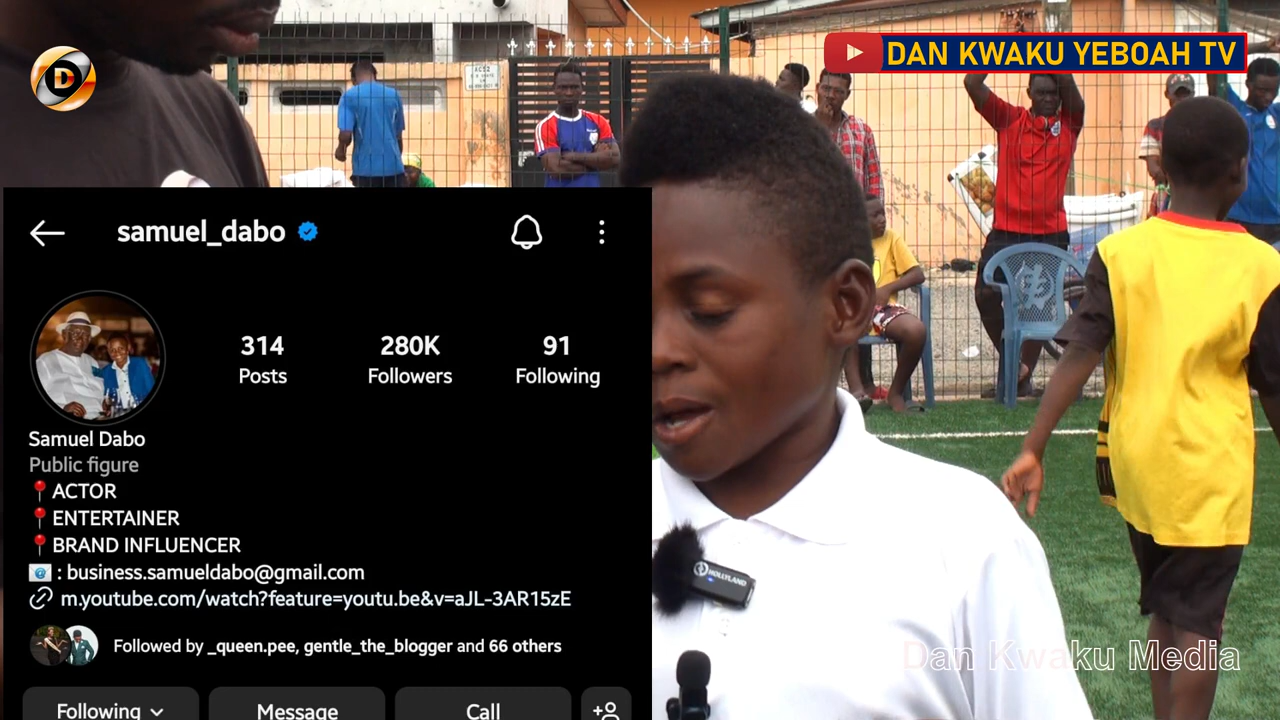 D
DAN KWAKU YEBOAH TV
samuel_dabo
314
Posts
280K
Followers
91
Following
Samuel Dabo
Public figure
📍ACTOR
📍ENTERTAINER
📍BRAND INFLUENCER
📧 : business.samueldabo@gmail.com
m.youtube.com/watch?feature=youtu.be&v=aJL-3AR15zE
Followed by _queen.pee, gentle_the_blogger and 66 others
Following
Message
Call
HOLLYLAND
Dan Kwaku Media